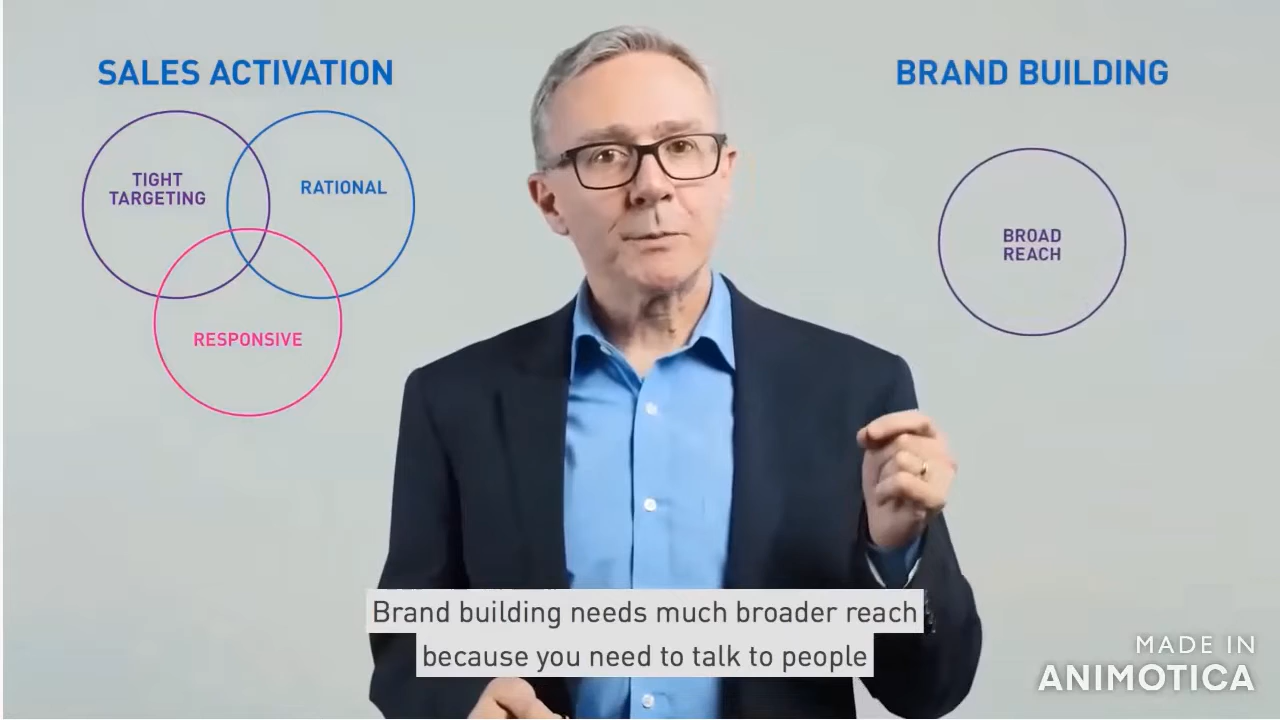 SALES ACTIVATION
TIGHT
TARGETING
RATIONAL
RESPONSIVE
BRAND BUILDING
BROAD
REACH
Brand building needs much broader reach
because you need to talk to people
MADE IN
ANIMOTICA